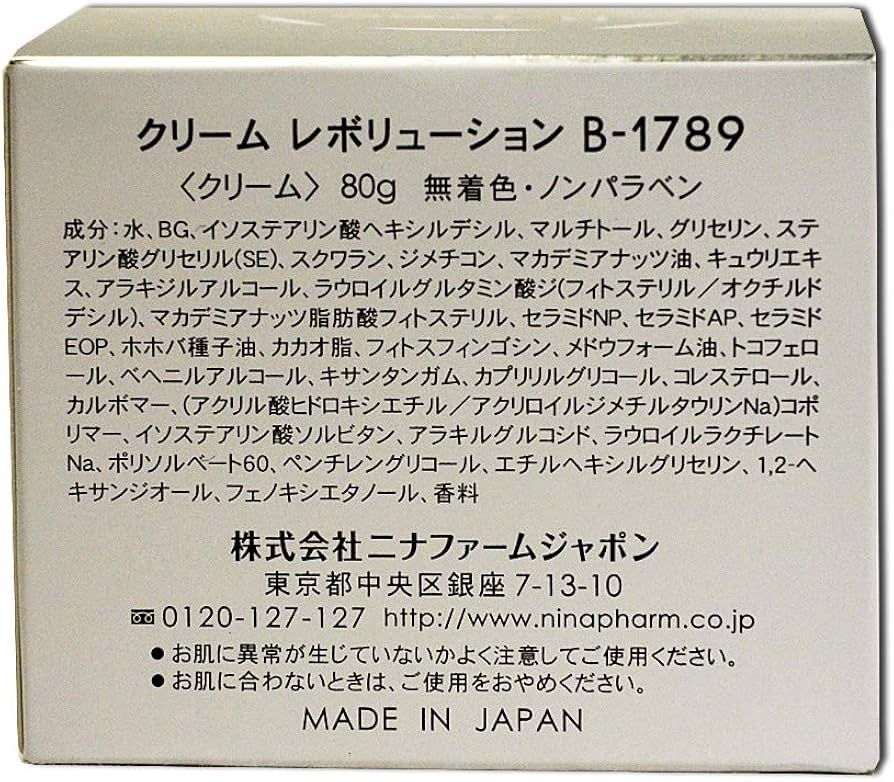 クリーム レボリューション B-1789
〈クリーム〉 80g 無着色・ノンパラベン
成分：水、BG、イソステアリン酸ヘキシルデシル、マルチトール、グリセリン、ステ
アリン酸グリセリル(SE)、スクワラン、ジメチコン、マカデミアナッツ油、キュウリエキ
ス、アラキジルアルコール、ラウロイルグルタミン酸ジ(フィトステリル／オクチルド
デシル)、マカデミアナッツ脂肪酸フィトステリル、セラミドNP、セラミドAP、セラミド
EOP、ホホバ種子油、カカオ脂、フィトスフィンゴシン、メドウフォーム油、トコフェロ
ール、ベヘニルアルコール、キサンタンガム、カプリリルグリコール、コレステロール、
カルボマー、(アクリル酸ヒドロキシエチル／アクリロイルジメチルタウリンNa)コポ
リマー、イソステアリン酸ソルビタン、アラキルグルコシド、ラウロイルラクチレート
Na、ポリソルベート60、ペンチレングリコール、エチルヘキシルグリセリン、1,2-ヘ
キサンジオール、フェノキシエタノール、香料
株式会社ニナファームジャポン
東京都中央区銀座7-13-10
0120-127-127 http://www.ninapharm.co.jp
●お肌に異常が生じていないかよく注意してご使用ください。
●お肌に合わないときは、ご使用をおやめください。
MADE IN JAPAN